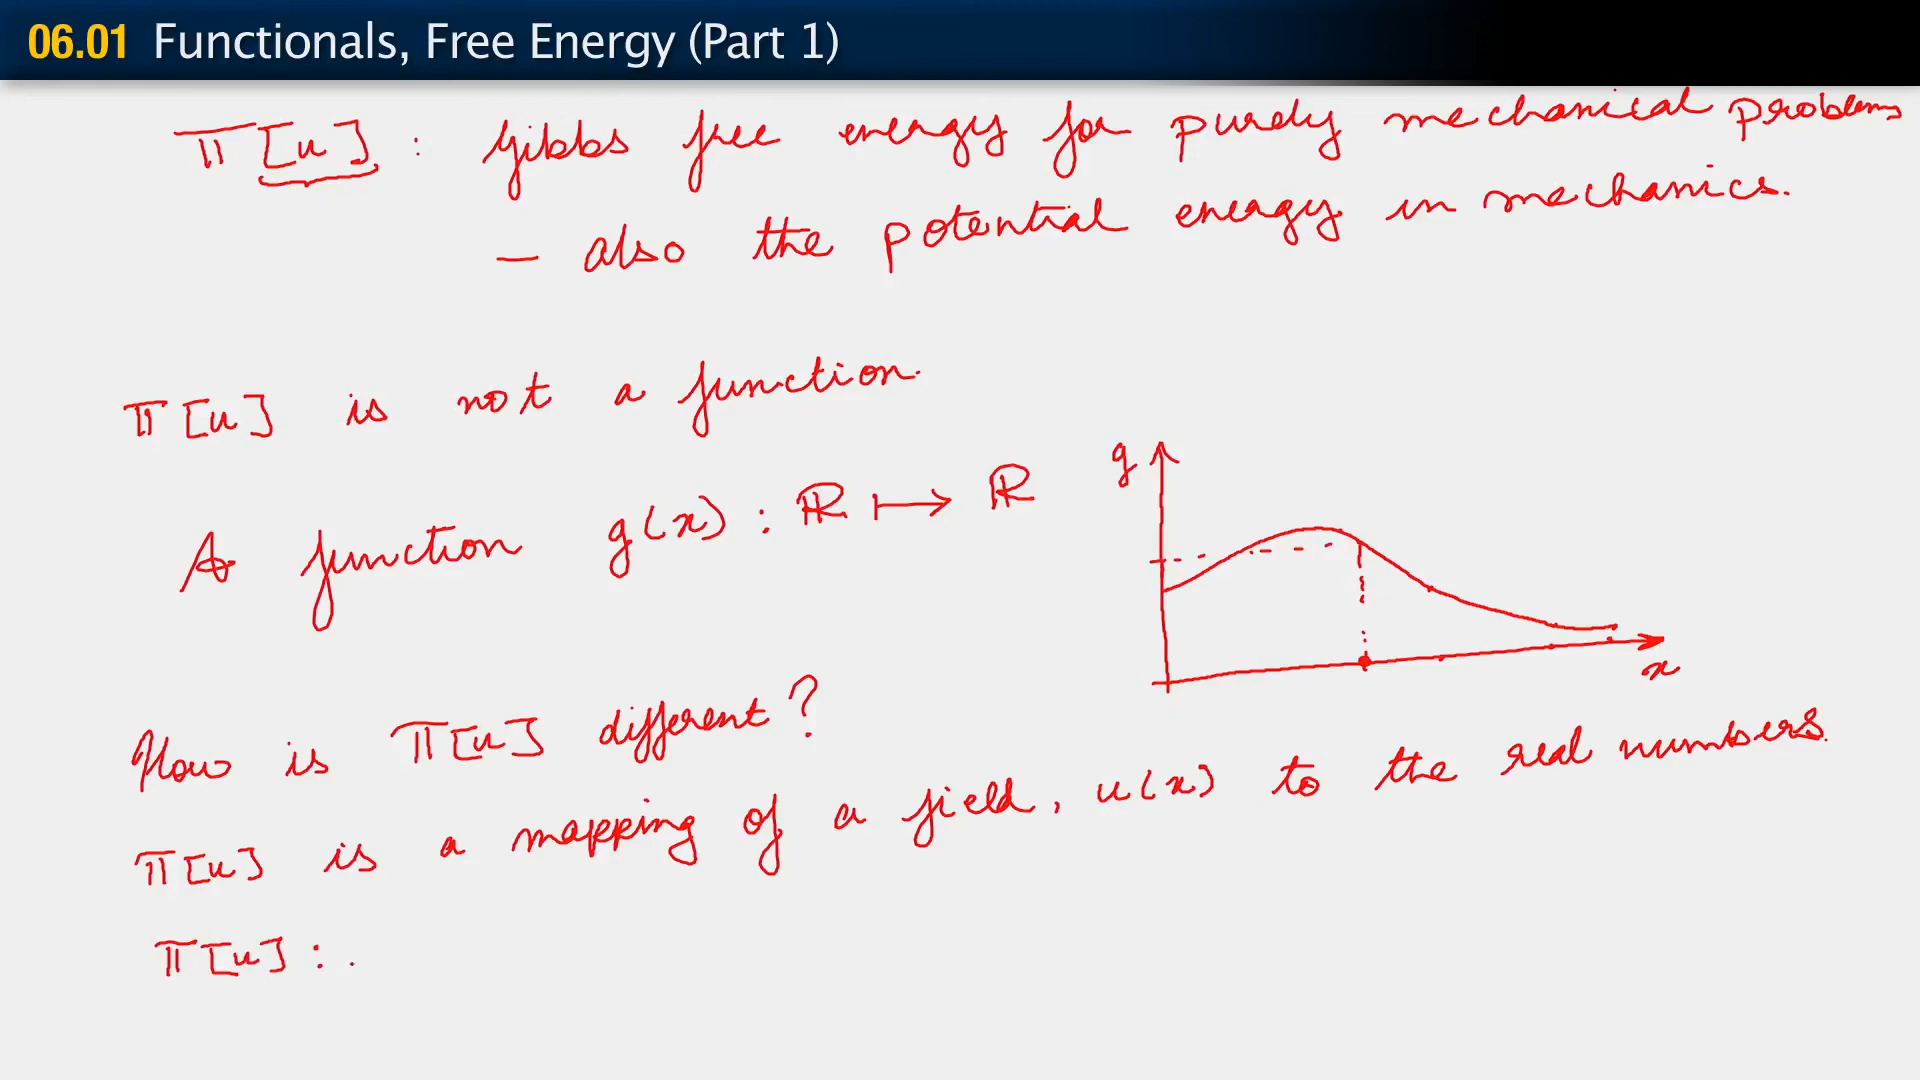 06.01 Functionals, Free Energy (Part 1)
Π[u] : Gibbs free energy for purely mechanical problems
— also the potential energy in mechanics.
Π[u] is not a function.
A function g(x) : ℝ ↦ ℝ
g
x
How is Π[u] different?
Π[u] is a mapping of a field, u(x) to the real numbers.
Π[u] : .